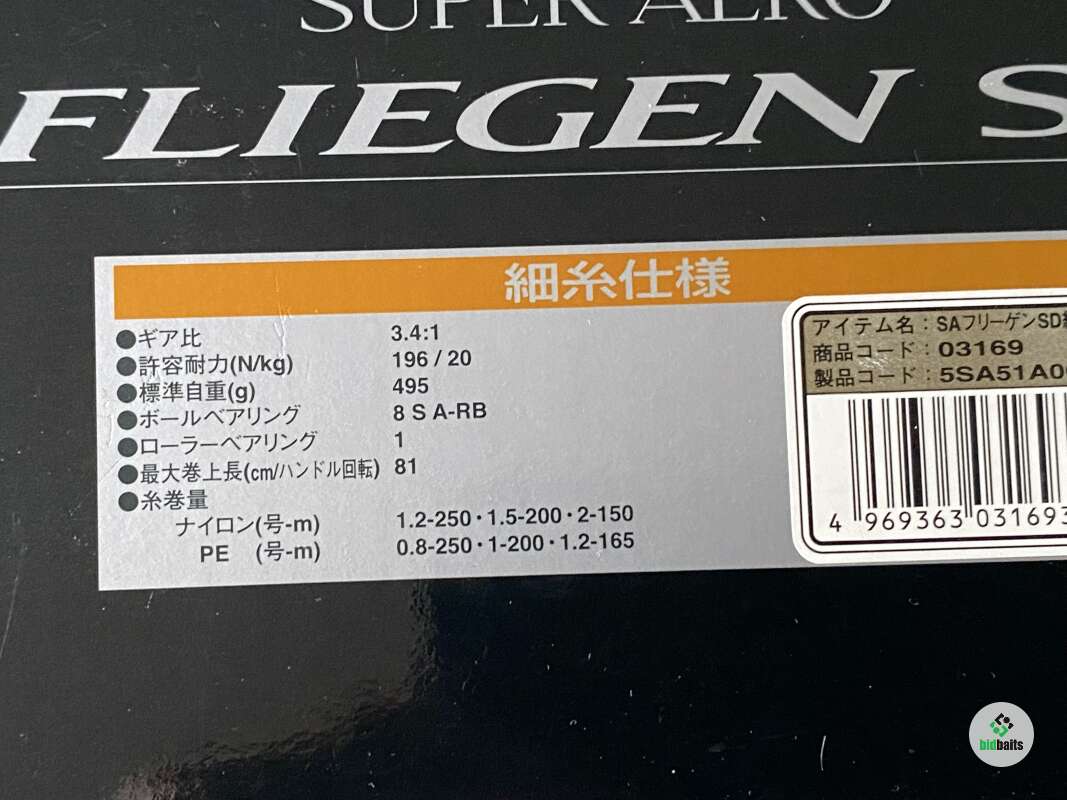 SUPER AERO
FLIEGEN S
細糸仕様
●ギア比 3.4:1
●許容耐力(N/kg) 196 / 20
●標準自重(g) 495
●ボールベアリング 8 S A-RB
●ローラーベアリング 1
●最大巻上長(cm/ハンドル回転) 81
●糸巻量
ナイロン(号-m) 1.2-250・1.5-200・2-150
PE (号-m) 0.8-250・1-200・1.2-165
アイテム名：SAフリーゲンSD
商品コード：03169
製品コード：5SA51A0
4 969363 031693
bidbaits